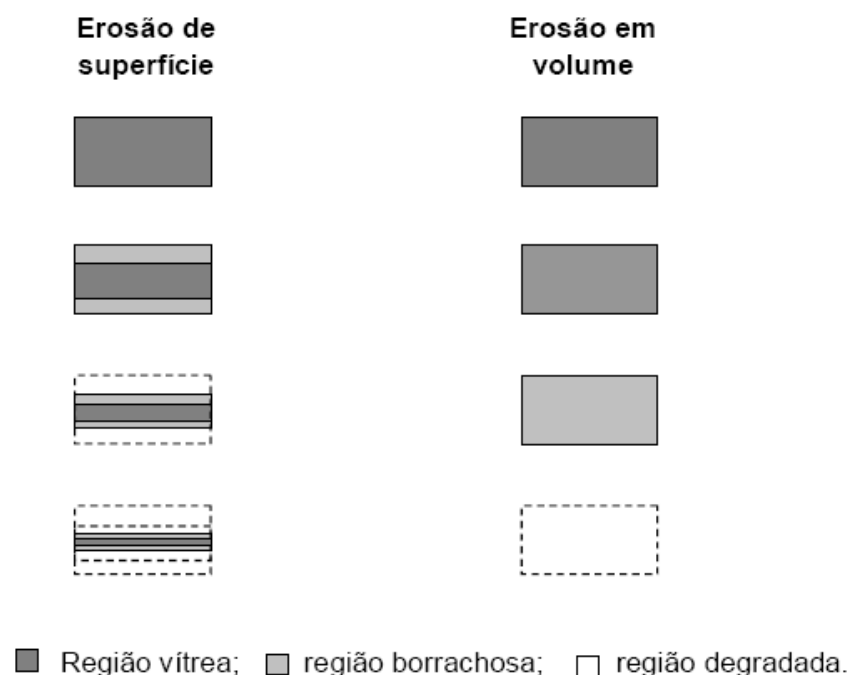 Erosão de
superfície
Erosão em
volume
Região vítrea; região borrachosa; região degradada.